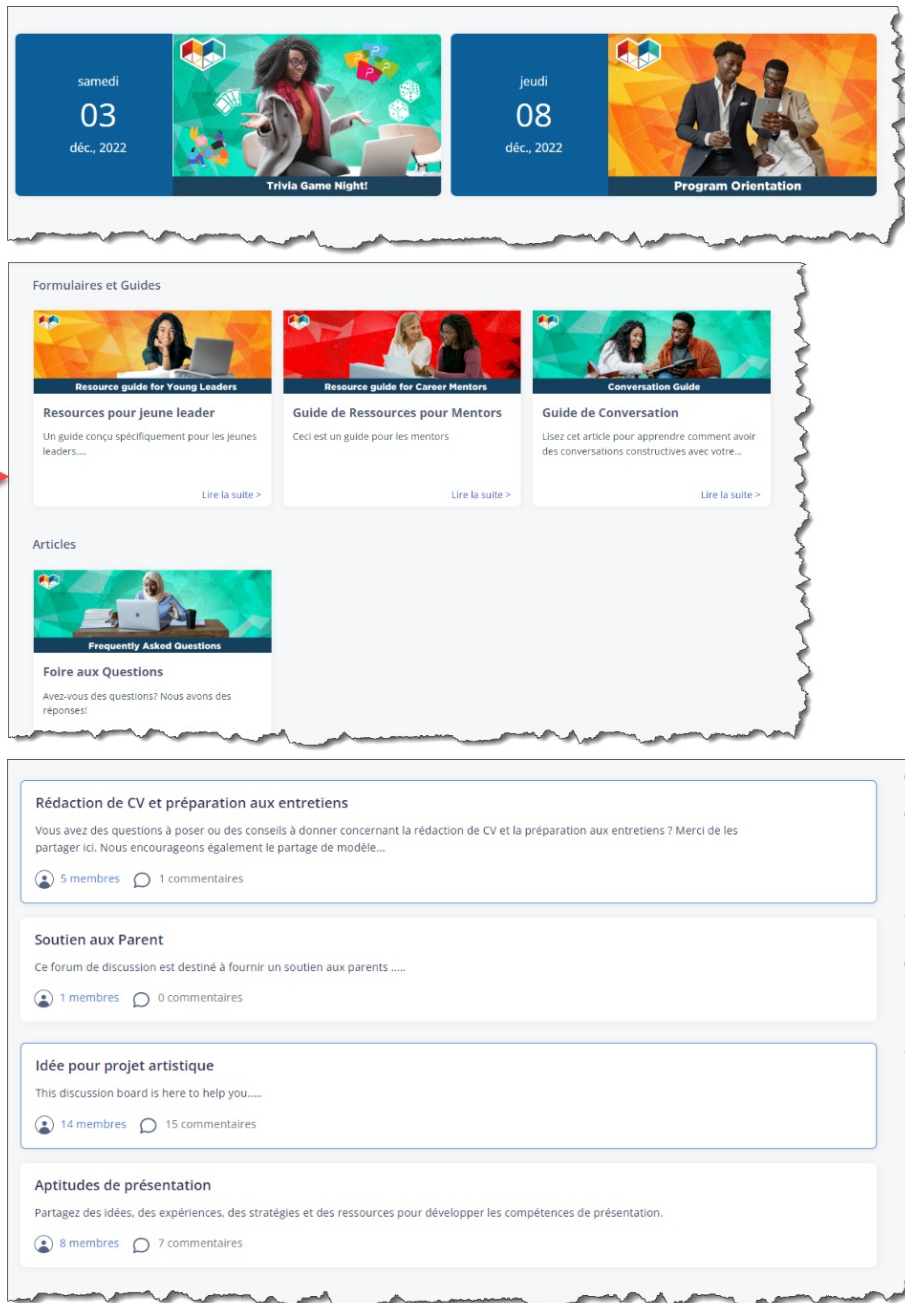 samedi
03
déc., 2022
Trivia Game Night!
jeudi
08
déc., 2022
Program Orientation
Formulaires et Guides
Resource guide for Young Leaders
Resources pour jeune leader
Un guide conçu spécifiquement pour les jeunes
leaders....
Lire la suite >
Resource guide for Career Mentors
Guide de Ressources pour Mentors
Ceci est un guide pour les mentors
Lire la suite >
Conversation Guide
Guide de Conversation
Lisez cet article pour apprendre comment avoir
des conversations constructives avec votre...
Lire la suite >
Articles
Frequently Asked Questions
Foire aux Questions
Avez-vous des questions? Nous avons des
réponses!
Rédaction de CV et préparation aux entretiens
Vous avez des questions à poser ou des conseils à donner concernant la rédaction de CV et la préparation aux entretiens ? Merci de les
partager ici. Nous encourageons également le partage de modèle...
5 membres 1 commentaires
Soutien aux Parent
Ce forum de discussion est destiné à fournir un soutien aux parents .....
1 membres 0 commentaires
Idée pour projet artistique
This discussion board is here to help you.....
14 membres 15 commentaires
Aptitudes de présentation
Partagez des idées, des expériences, des stratégies et des ressources pour développer les compétences de présentation.
8 membres 7 commentaires